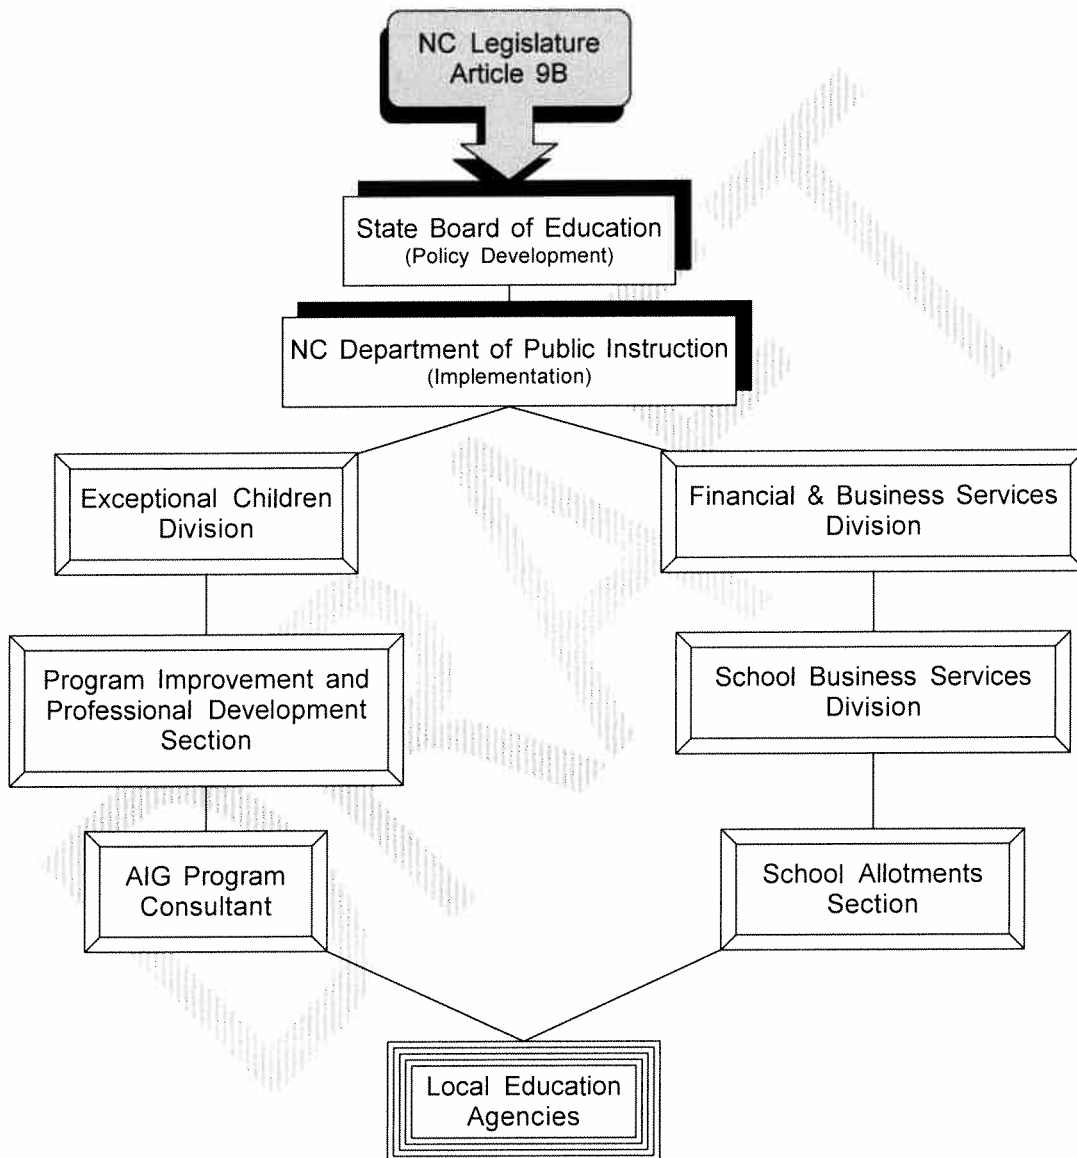 NC Legislature
Article 9B
State Board of Education
(Policy Development)
NC Department of Public Instruction
(Implementation)
Exceptional Children
Division
Financial & Business Services
Division
Program Improvement and
Professional Development
Section
School Business Services
Division
AIG Program
Consultant
School Allotments
Section
Local Education
Agencies
DRAFT